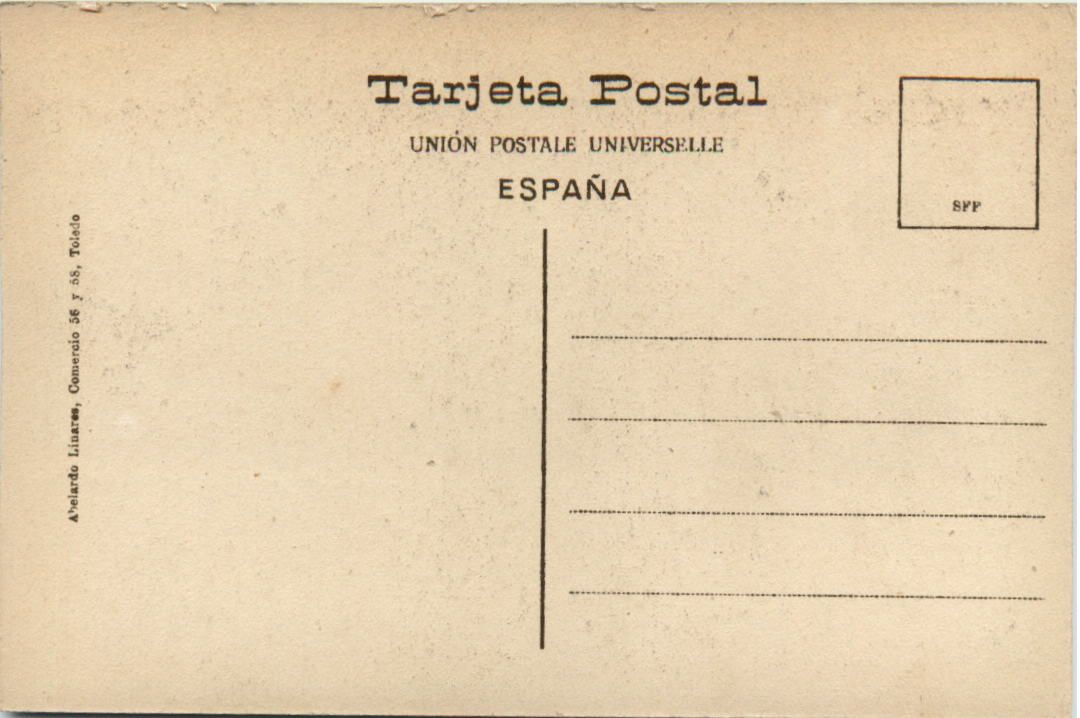 Tarjeta Postal
UNIÓN POSTALE UNIVERSELLE
ESPAÑA
SFF
Abelardo Linares, Comercio 56 y 58, Toledo